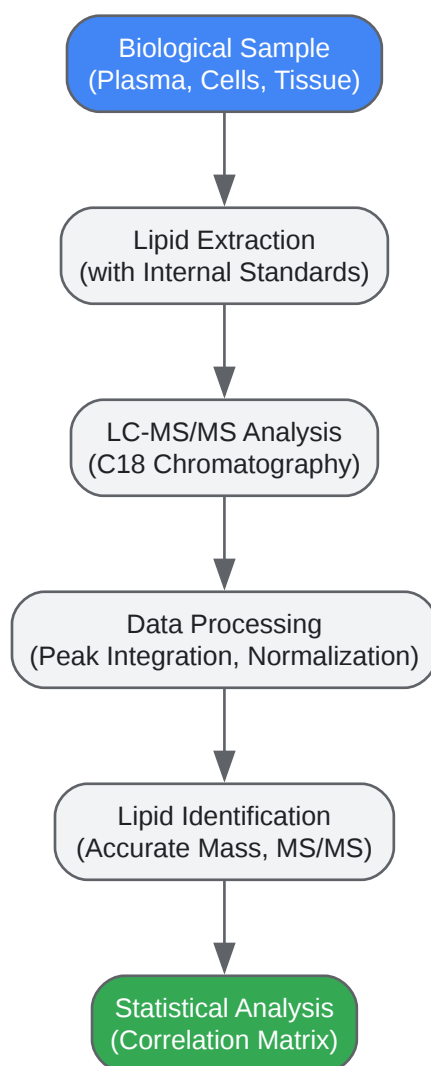 Biological Sample
(Plasma, Cells, Tissue)
Lipid Extraction
(with Internal Standards)
LC-MS/MS Analysis
(C18 Chromatography)
Data Processing
(Peak Integration, Normalization)
Lipid Identification
(Accurate Mass, MS/MS)
Statistical Analysis
(Correlation Matrix)